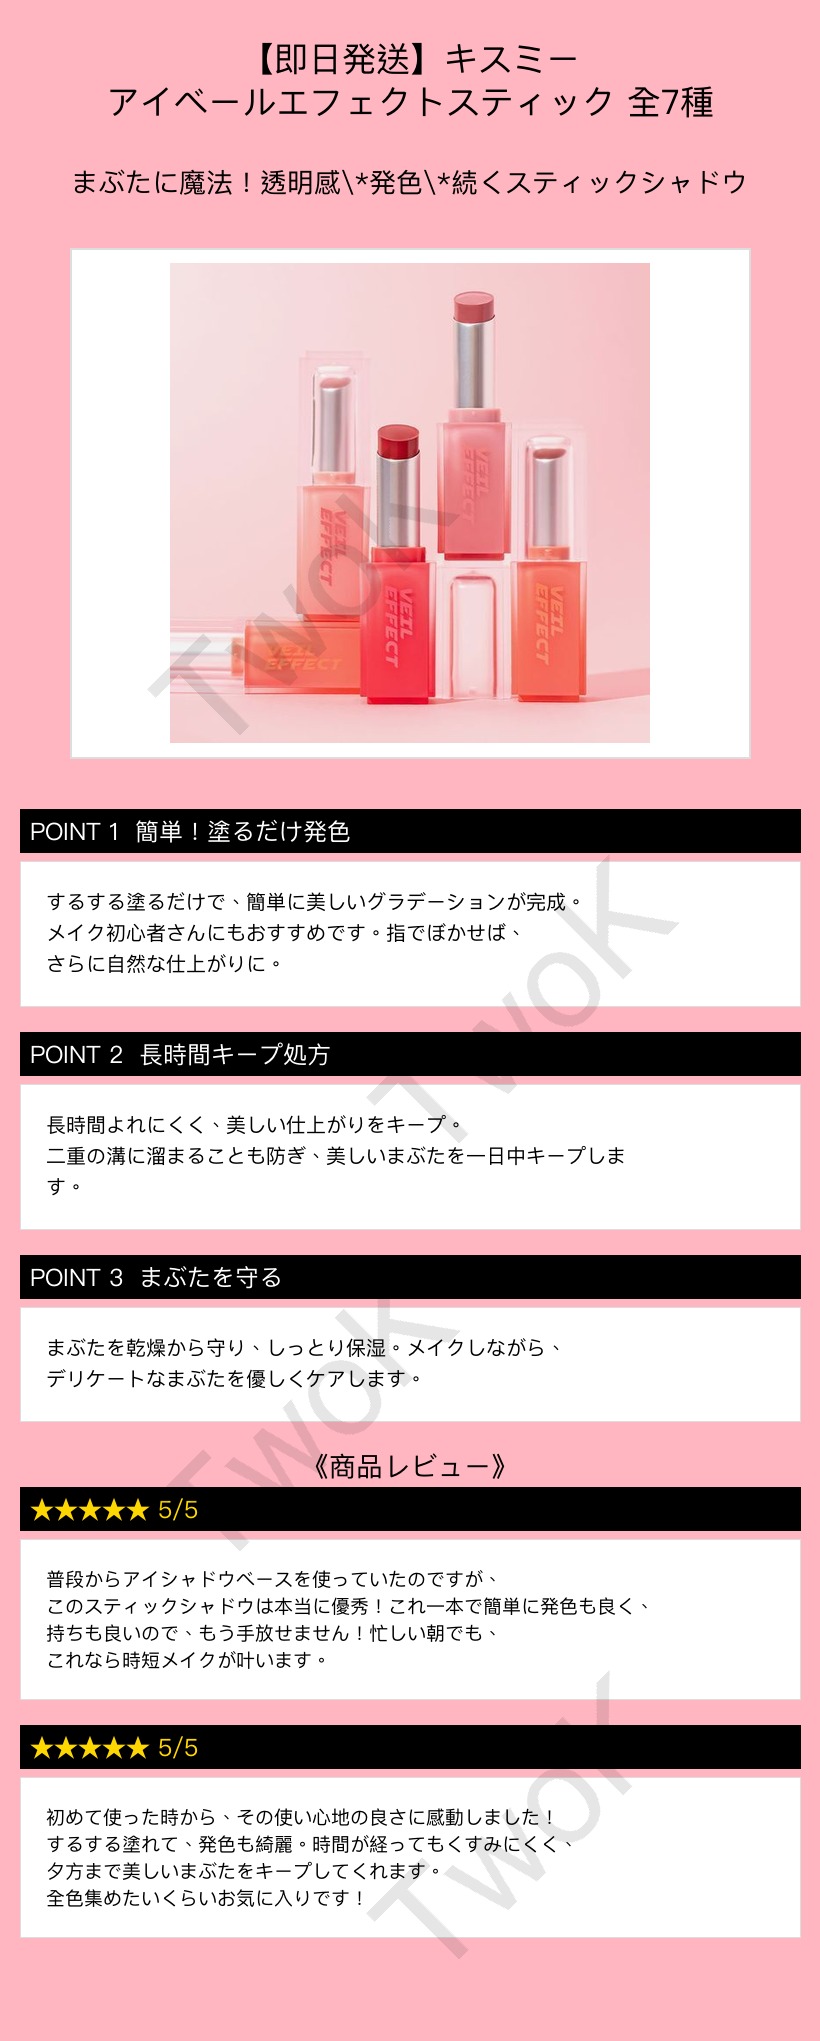 【即日発送】キスミー
アイベールエフェクトスティック 全7種
まぶたに魔法！透明感\*発色\*続くスティックシャドウ
VEIL
EFFECT
VEIL
EFFECT
VEIL
EFFECT
VEIL
EFFECT
VEIL
EFFECT
TwoK
POINT 1 簡単！塗るだけ発色
するする塗るだけで、簡単に美しいグラデーションが完成。
メイク初心者さんにもおすすめです。指でぼかせば、
さらに自然な仕上がりに。
TwoK
POINT 2 長時間キープ処方
長時間よれにくく、美しい仕上がりをキープ。
二重の溝に溜まることも防ぎ、美しいまぶたを一日中キープしま
す。
POINT 3 まぶたを守る
まぶたを乾燥から守り、しっとり保湿。メイクしながら、
デリケートなまぶたを優しくケアします。
TwoK
《商品レビュー》
★★★★★ 5/5
普段からアイシャドウベースを使っていたのですが、
このスティックシャドウは本当に優秀！これ一本で簡単に発色も良く、
持ちも良いので、もう手放せません！忙しい朝でも、
これなら時短メイクが叶います。
★★★★★ 5/5
初めて使った時から、その使い心地の良さに感動しました！
するする塗れて、発色も綺麗。時間が経ってもくすみにくく、
夕方まで美しいまぶたをキープしてくれます。
全色集めたいくらいお気に入りです！
TwoK